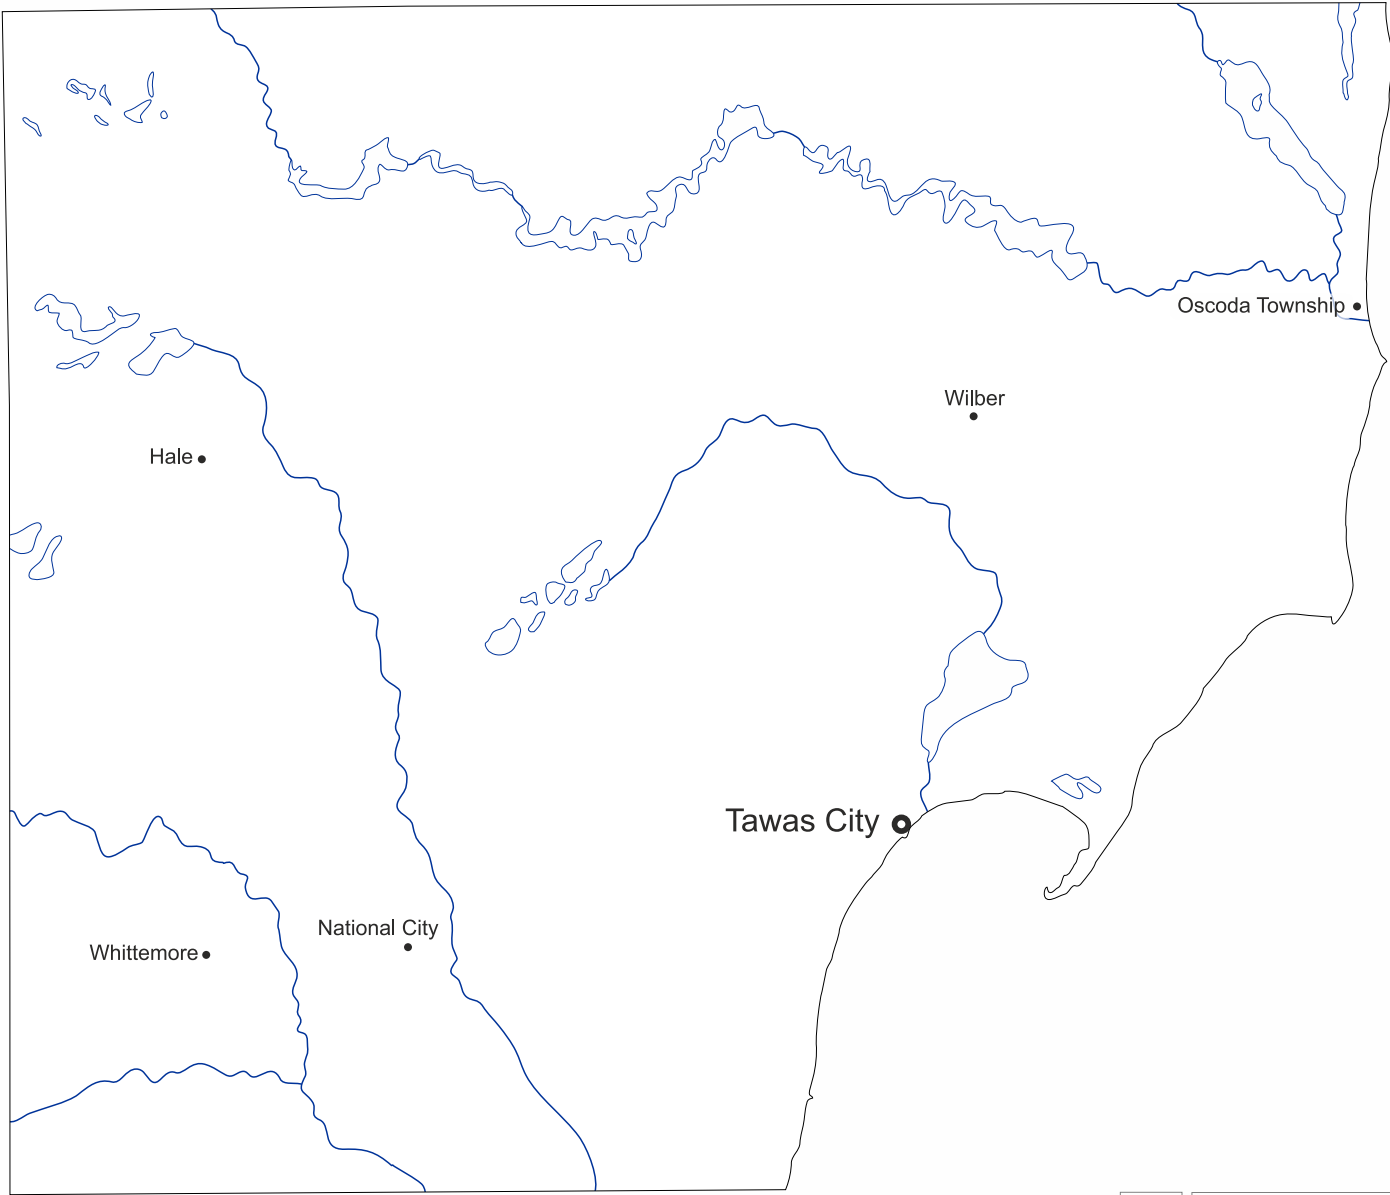 Oscoda Township
Wilber
Hale
Tawas City
National City
Whittemore